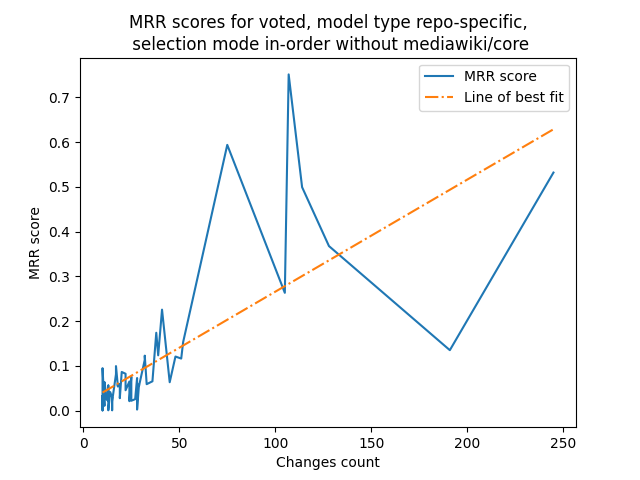 MRR scores for voted, model type repo-specific,
selection mode in-order without mediawiki/core
MRR score
Line of best fit
0.7
0.6
0.5
0.4
0.3
0.2
0.1
0.0
MRR score
0 50 100 150 200 250
Changes count